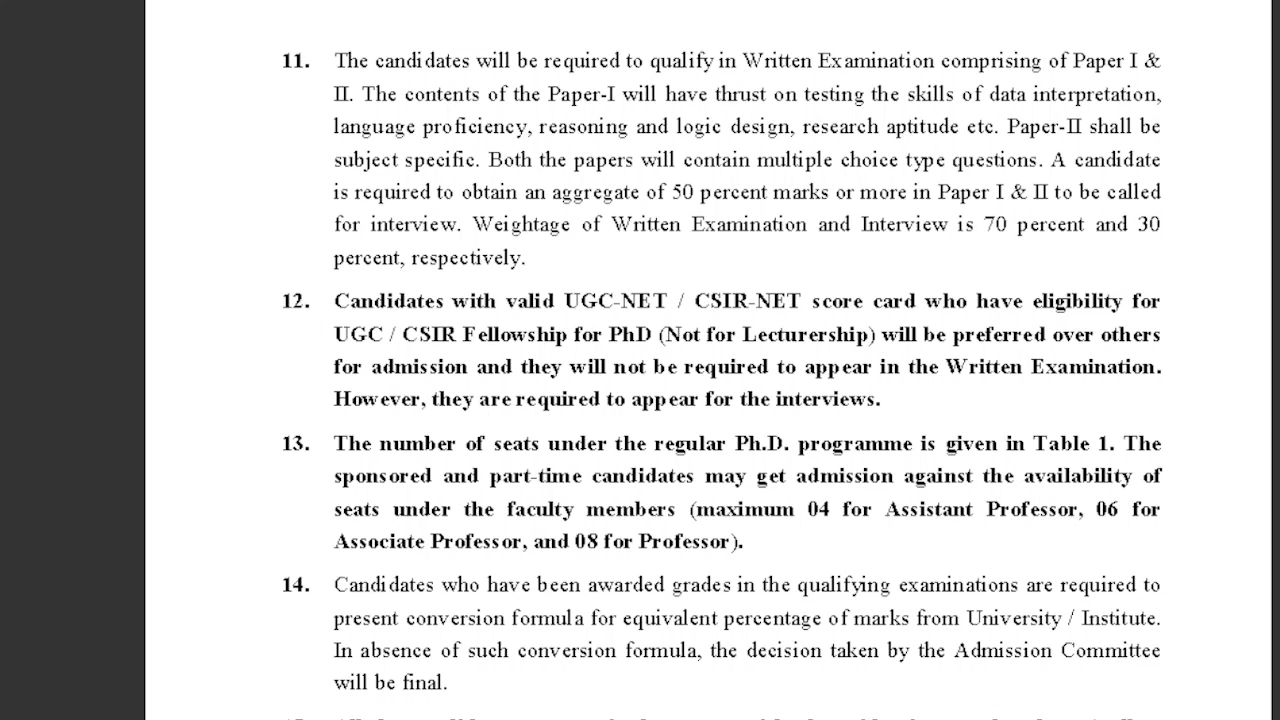 11. The candidates will be required to qualify in Written Examination comprising of Paper I &
II. The contents of the Paper-I will have thrust on testing the skills of data interpretation,
language proficiency, reasoning and logic design, research aptitude etc. Paper-II shall be
subject specific. Both the papers will contain multiple choice type questions. A candidate
is required to obtain an aggregate of 50 percent marks or more in Paper I & II to be called
for interview. Weightage of Written Examination and Interview is 70 percent and 30
percent, respectively.
12. Candidates with valid UGC-NET / CSIR-NET score card who have eligibility for
UGC / CSIR Fellowship for PhD (Not for Lecturership) will be preferred over others
for admission and they will not be required to appear in the Written Examination.
However, they are required to appear for the interviews.
13. The number of seats under the regular Ph.D. programme is given in Table 1. The
sponsored and part-time candidates may get admission against the availability of
seats under the faculty members (maximum 04 for Assistant Professor, 06 for
Associate Professor, and 08 for Professor).
14. Candidates who have been awarded grades in the qualifying examinations are required to
present conversion formula for equivalent percentage of marks from University / Institute.
In absence of such conversion formula, the decision taken by the Admission Committee
will be final.